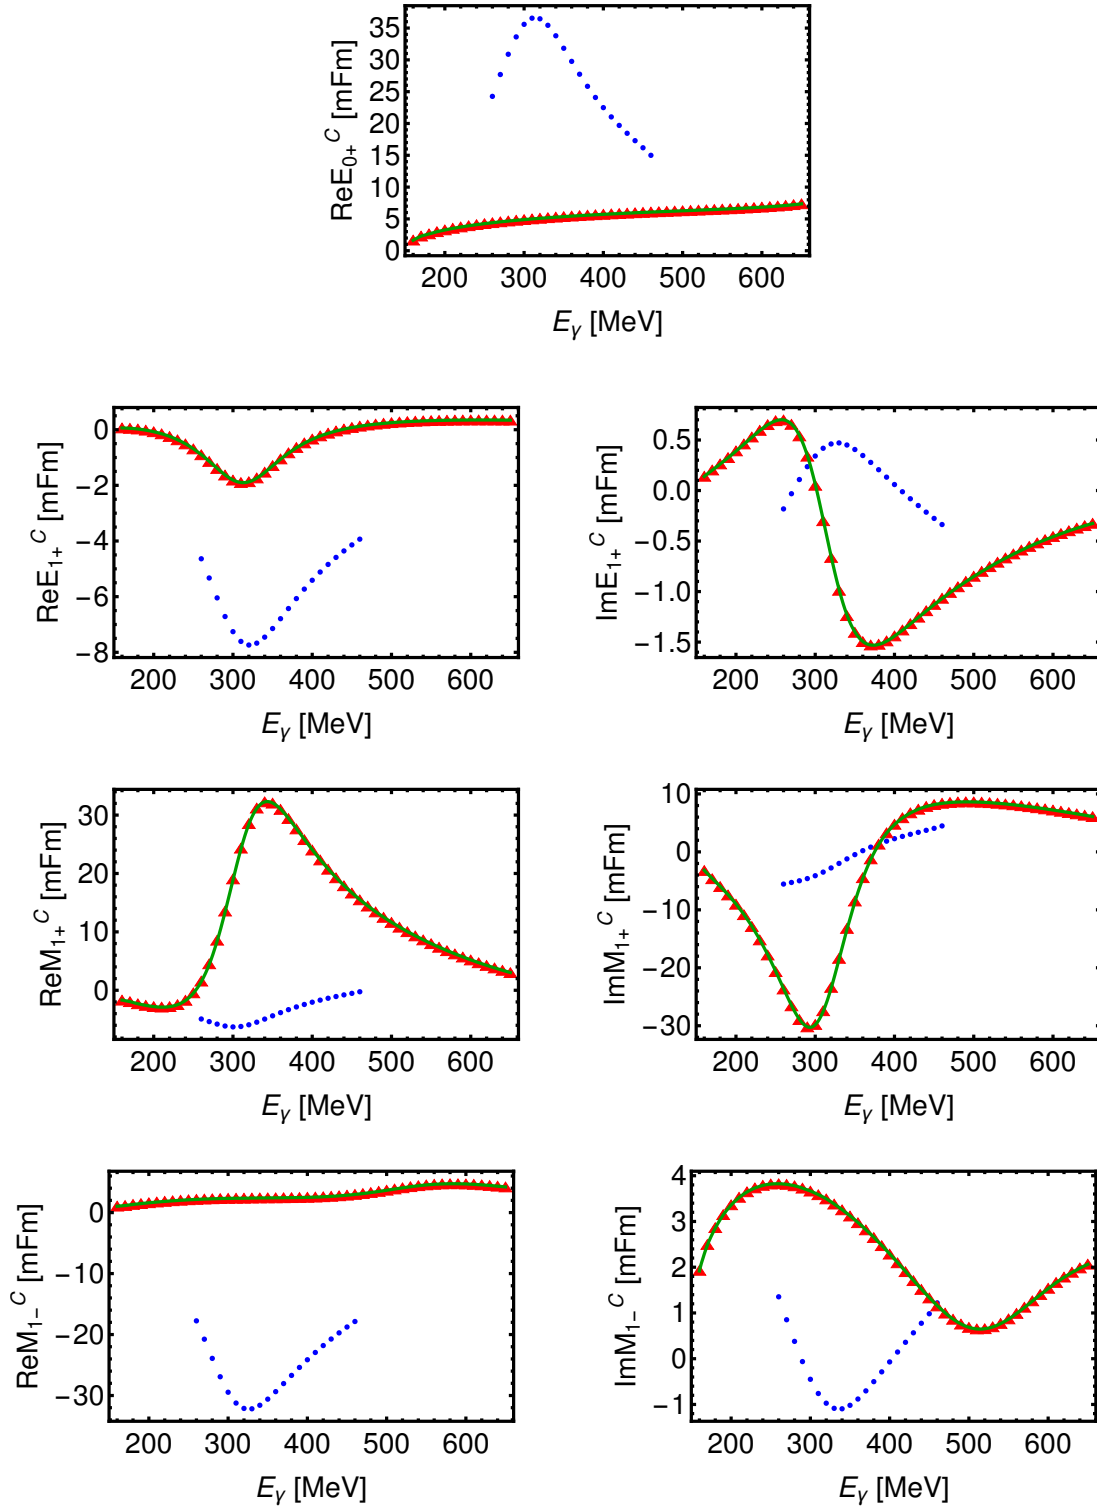 35
30
25
20
15
10
5
0
ReE0+^C [mFm]
200 300 400 500 600
Eγ [MeV]
0
−2
−4
−6
−8
ReE1+^C [mFm]
200 300 400 500 600
Eγ [MeV]
0.5
0.0
−0.5
−1.0
−1.5
ImE1+^C [mFm]
200 300 400 500 600
Eγ [MeV]
30
20
10
0
ReM1+^C [mFm]
200 300 400 500 600
Eγ [MeV]
10
0
−10
−20
−30
ImM1+^C [mFm]
200 300 400 500 600
Eγ [MeV]
0
−10
−20
−30
ReM1−^C [mFm]
200 300 400 500 600
Eγ [MeV]
4
3
2
1
0
−1
ImM1−^C [mFm]
200 300 400 500 600
Eγ [MeV]